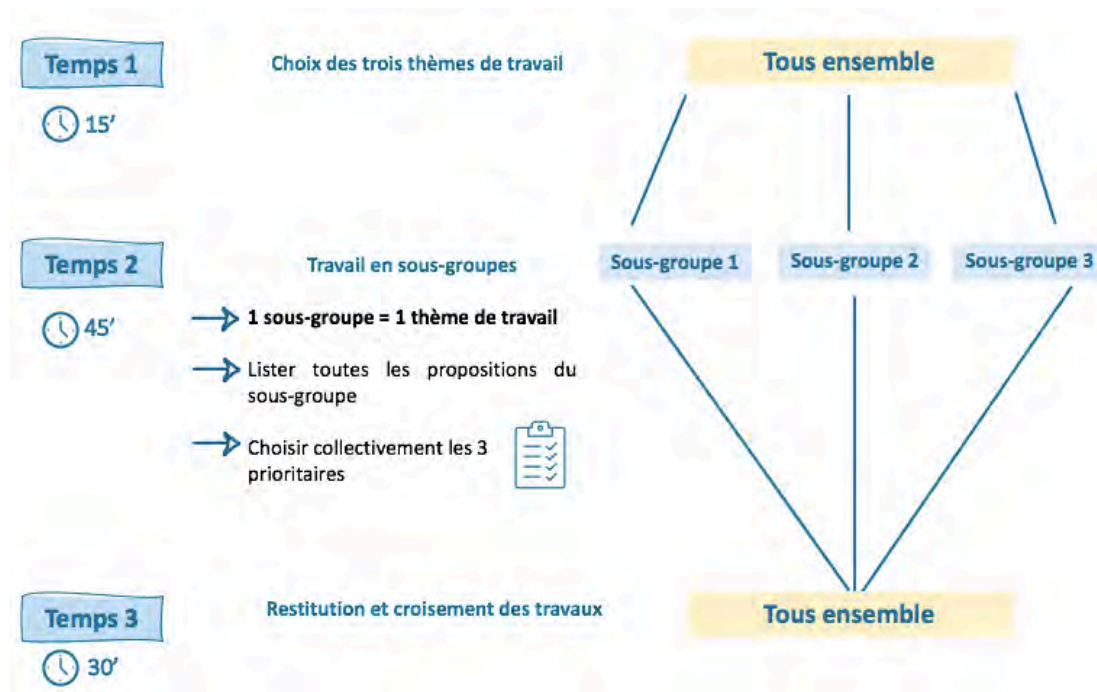 Temps 1
Choix des trois thèmes de travail
Tous ensemble
15’
Temps 2
Travail en sous-groupes
Sous-groupe 1
Sous-groupe 2
Sous-groupe 3
45’
1 sous-groupe = 1 thème de travail
Lister toutes les propositions du
sous-groupe
Choisir collectivement les 3
prioritaires
Temps 3
Restitution et croisement des travaux
Tous ensemble
30’